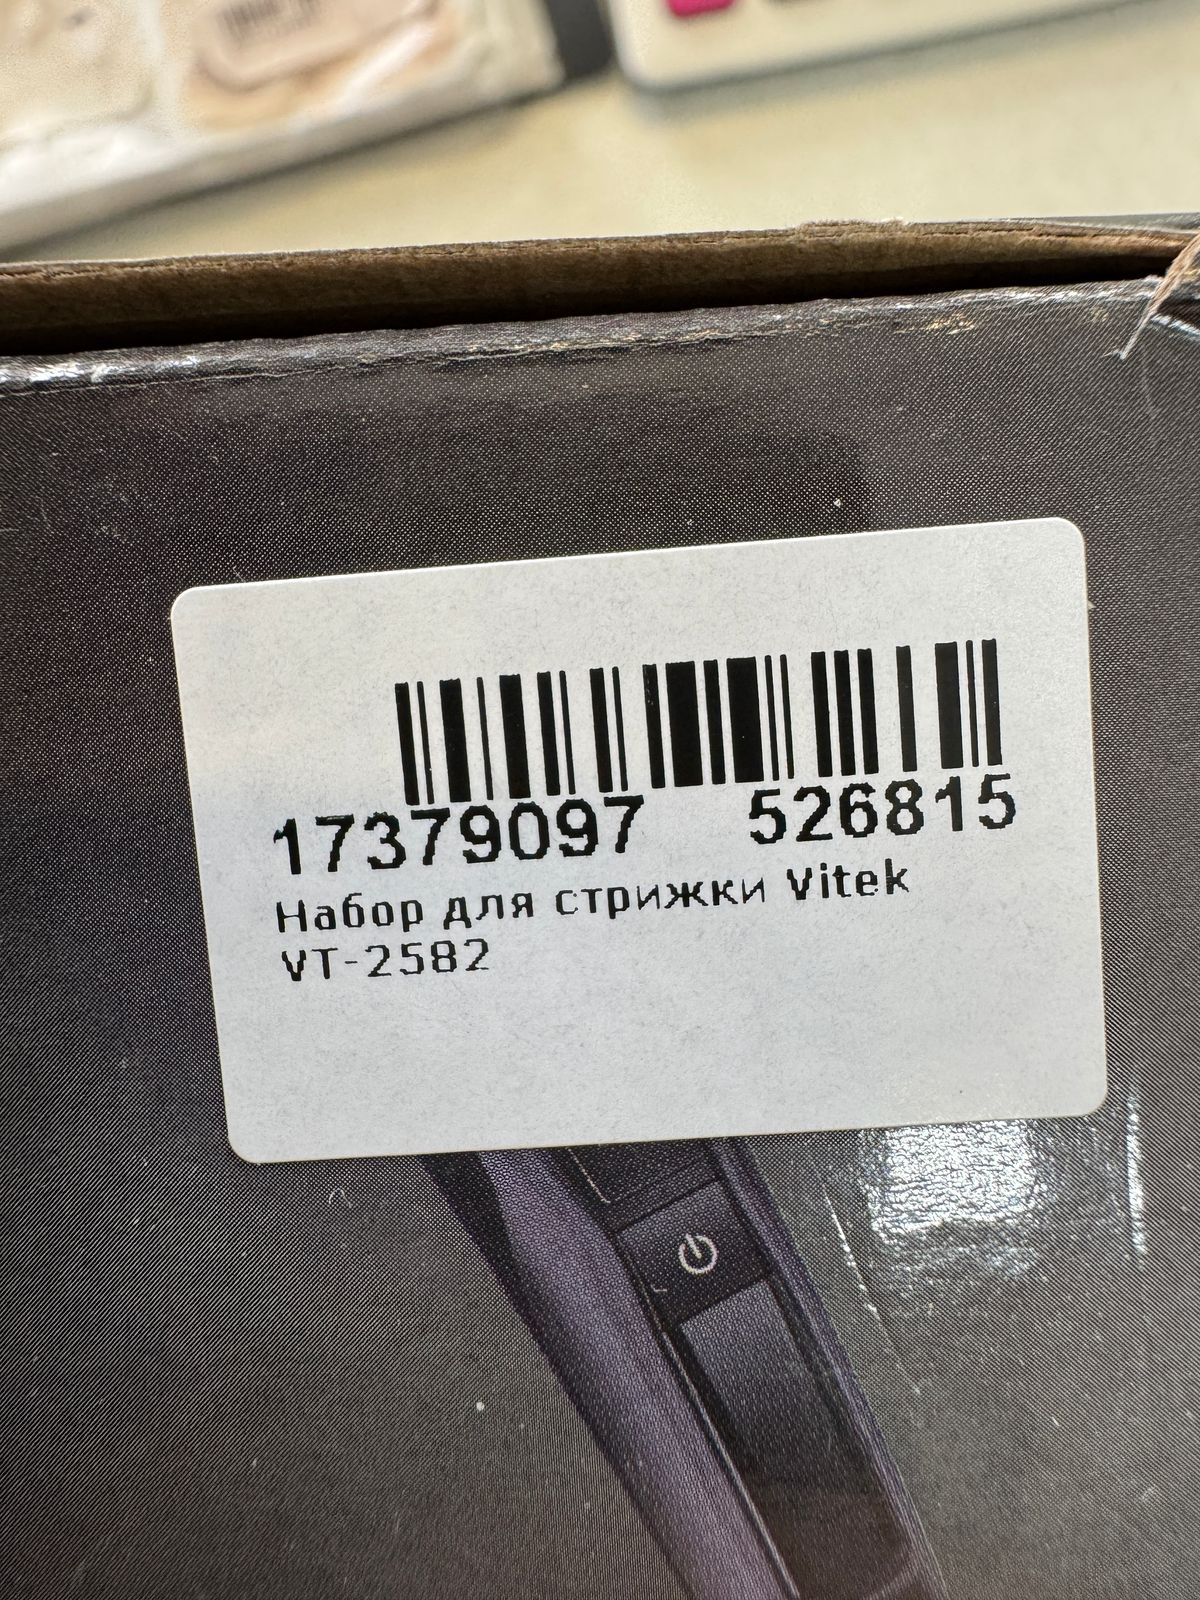 17379097 526815
Набор для стрижки Vitek
VT-2582